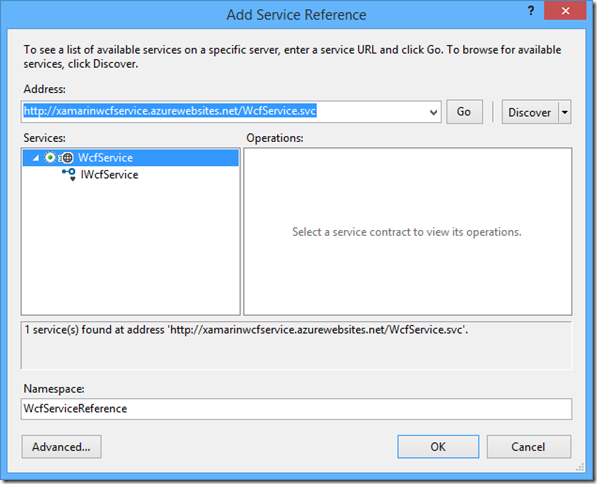 Add Service Reference
?
To see a list of available services on a specific server, enter a service URL and click Go. To browse for available
services, click Discover.
Address:
http://xamarinwcfservice.azurewebsites.net/WcfService.svc
Go
Discover
Services:
Operations:
WcfService
IWcfService
Select a service contract to view its operations.
1 service(s) found at address 'http://xamarinwcfservice.azurewebsites.net/WcfService.svc'.
Namespace:
WcfServiceReference
Advanced...
OK
Cancel